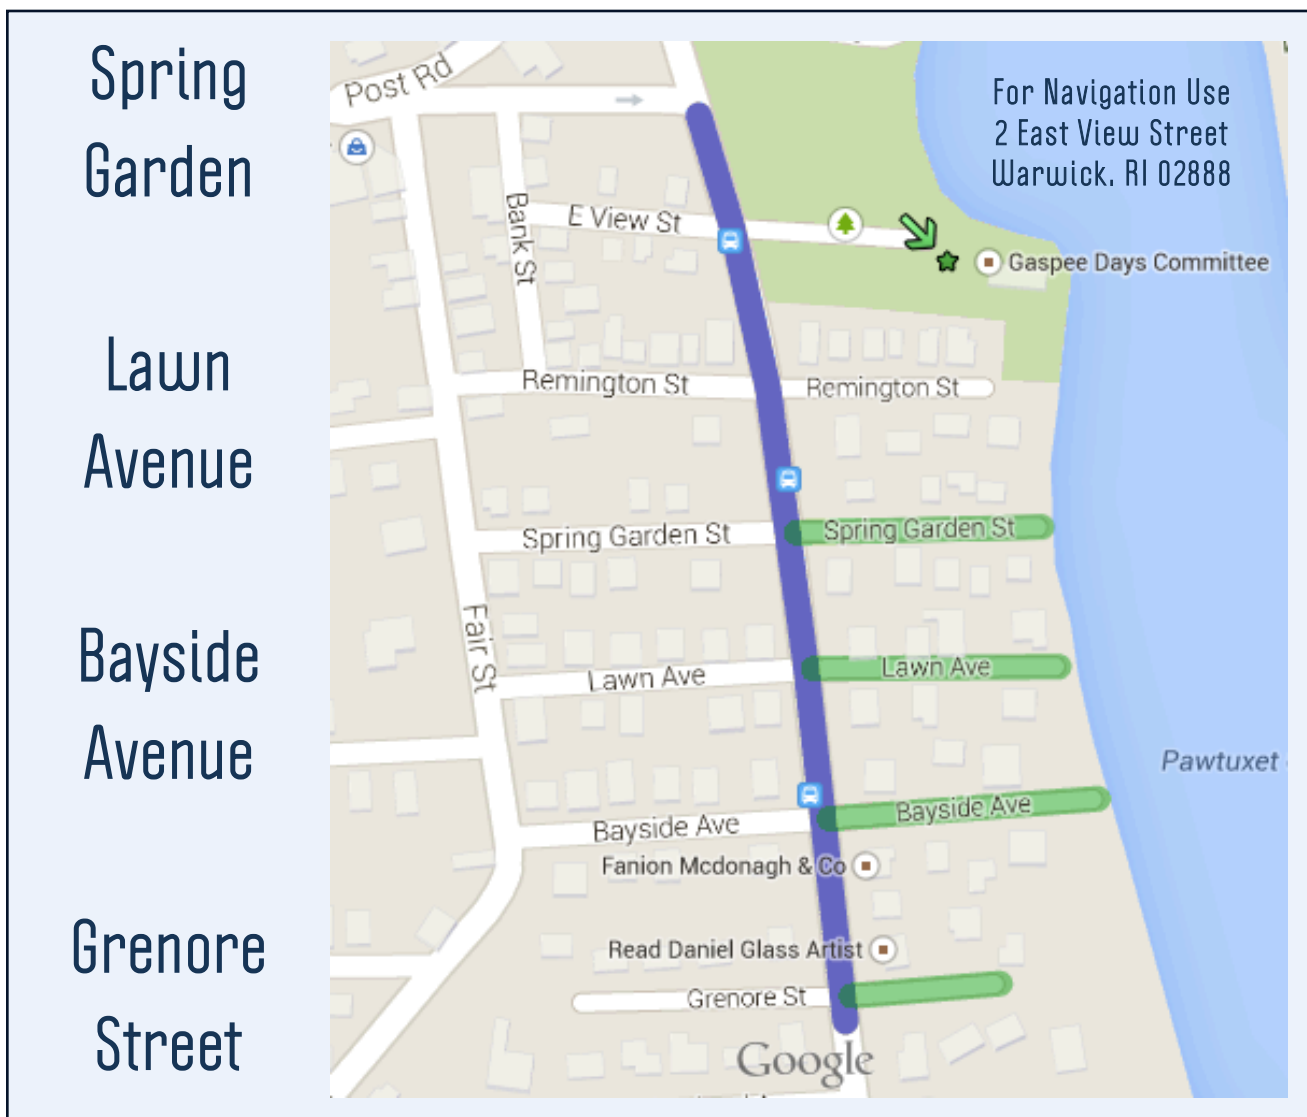 Spring
Garden
Lawn
Avenue
Bayside
Avenue
Grenore
Street
For Navigation Use
2 East View Street
Warwick. RI 02888
Post Rd
Bank St
E View St
Gaspee Days Committee
Remington St
Remington St
Spring Garden St
Spring Garden St
Fair St
Lawn Ave
Lawn Ave
Pawtuxet
Bayside Ave
Bayside Ave
Fanion Mcdonagh & Co
Read Daniel Glass Artist
Grenore St
Google